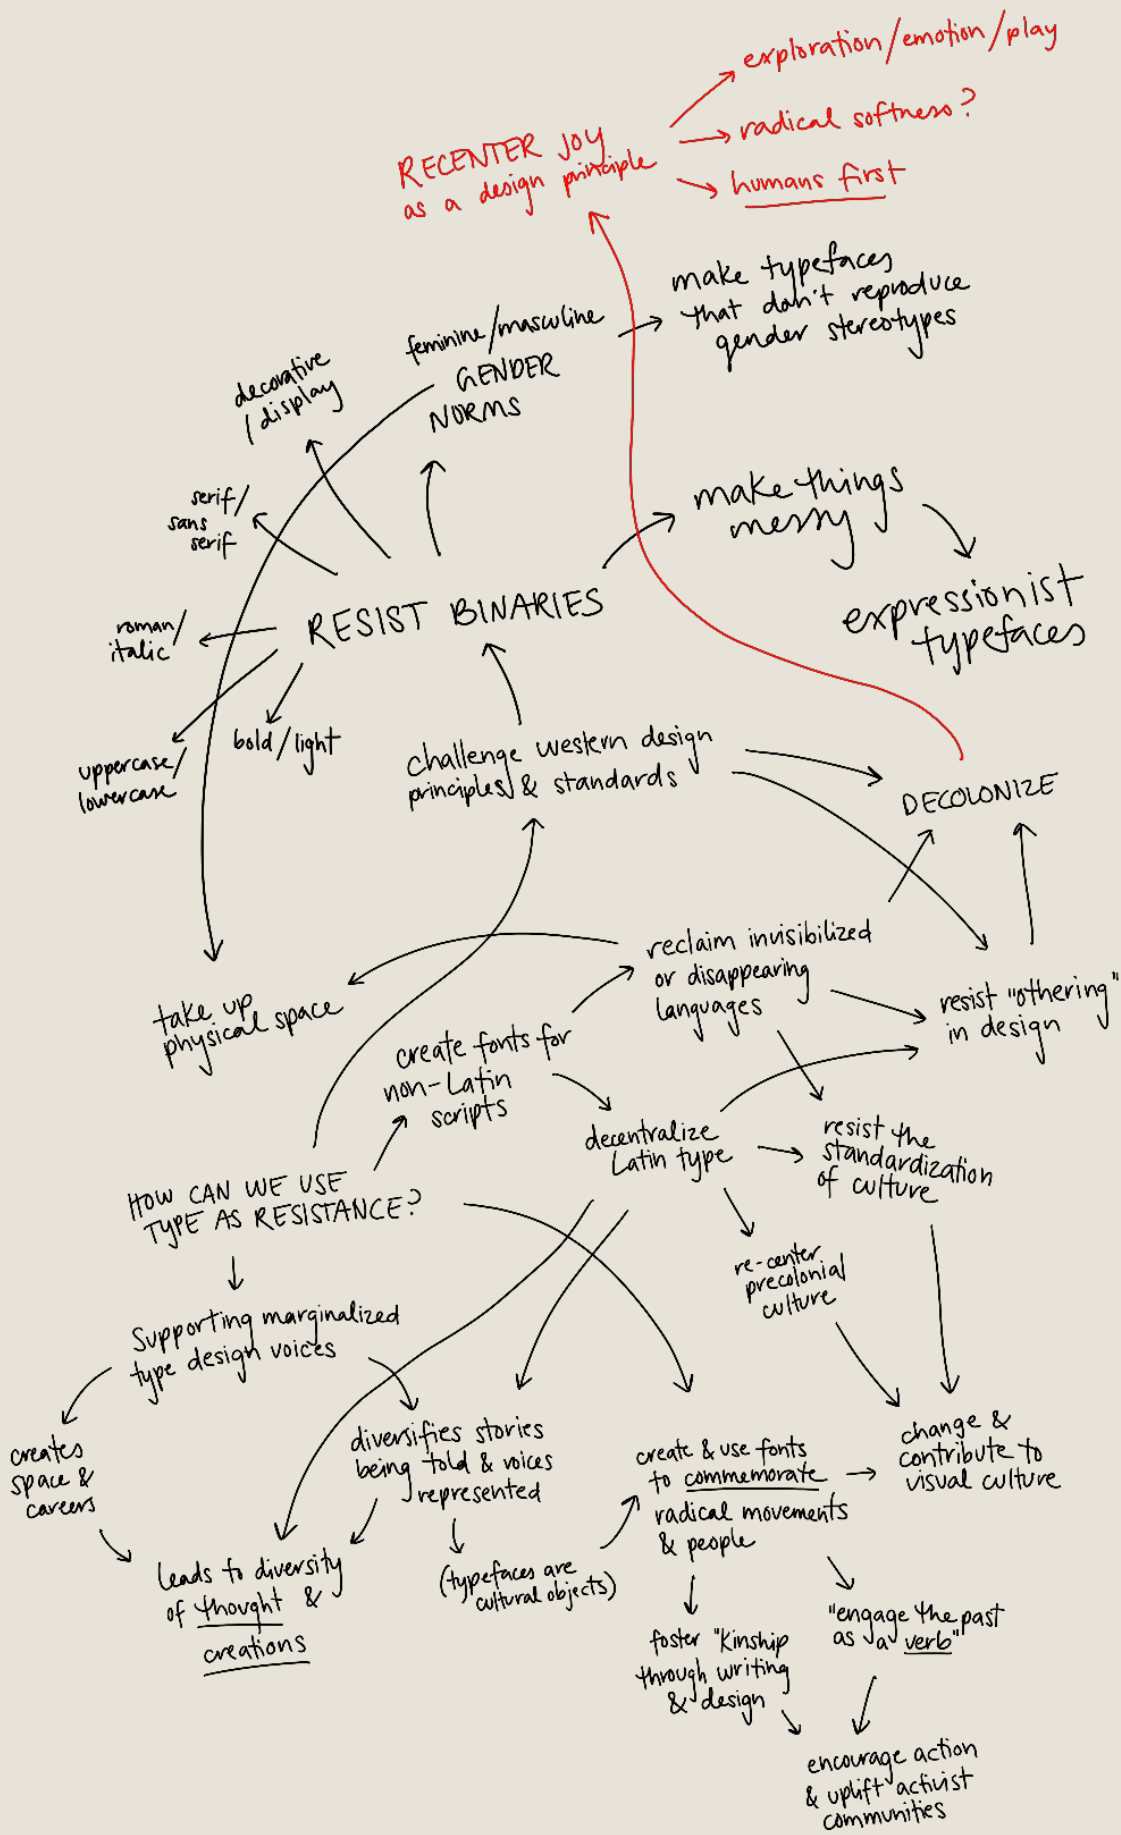 exploration/emotion/play
RECENTER JOY
as a design principle
radical softness?
humans first
make typefaces
that don't reproduce
gender stereotypes
feminine/masculine
GENDER
NORMS
decorative
/display
serif/
sans
serif
make things
messy
expressionist
typefaces
RESIST BINARIES
roman/
italic
uppercase/
lowercase
bold/light
challenge western design
principles & standards
DECOLONIZE
reclaim invisibilized
or disappearing
languages
resist "othering"
in design
take up
physical space
create fonts for
non-Latin
scripts
decentralize
Latin type
resist the
standardization
of culture
HOW CAN WE USE
TYPE AS RESISTANCE?
re-center
precolonial
culture
Supporting marginalized
type design voices
creates
space &
careers
diversifies stories
being told & voices
represented
create & use fonts
to commemorate
radical movements
& people
change &
contribute to
visual culture
leads to diversity
of thought &
creations
(typefaces are
cultural objects)
foster "Kinship
through writing
& design
"engage the past
as a verb"
encourage action
& uplift activist
communities